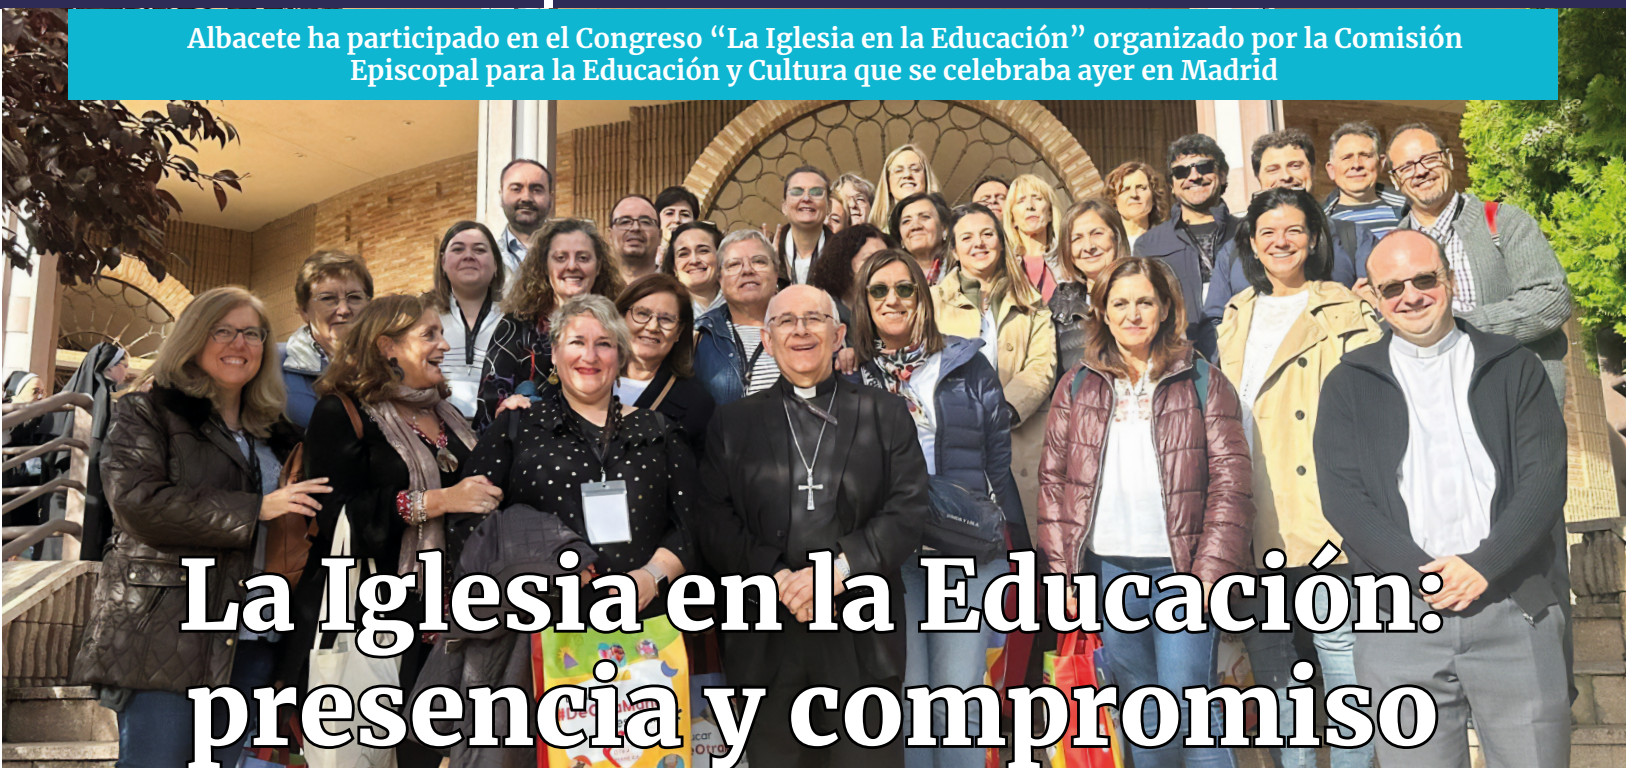 Albacete ha participado en el Congreso “La Iglesia en la Educación” organizado por la Comisión
Episcopal para la Educación y Cultura que se celebraba ayer en Madrid
La Iglesia en la Educación:
presencia y compromiso